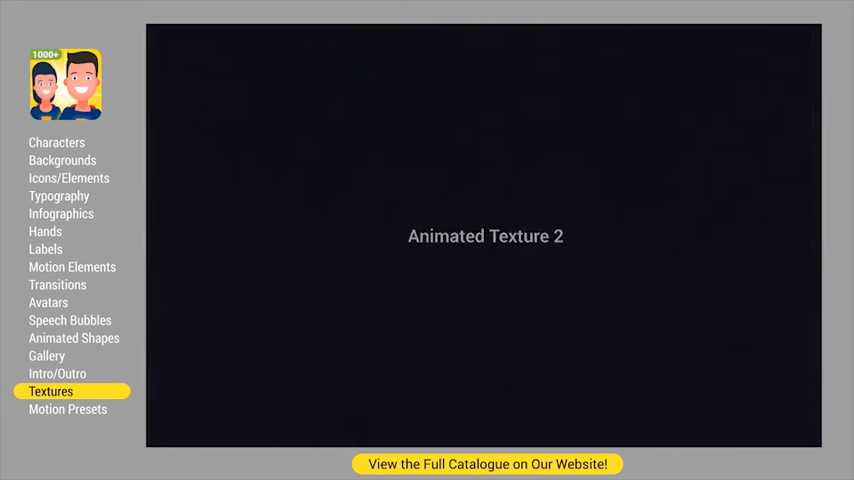 1000+
Characters
Backgrounds
Icons/Elements
Typography
Infographics
Hands
Labels
Motion Elements
Transitions
Avatars
Speech Bubbles
Animated Shapes
Gallery
Intro/Outro
Textures
Motion Presets
Animated Texture 2
View the Full Catalogue on Our Website!